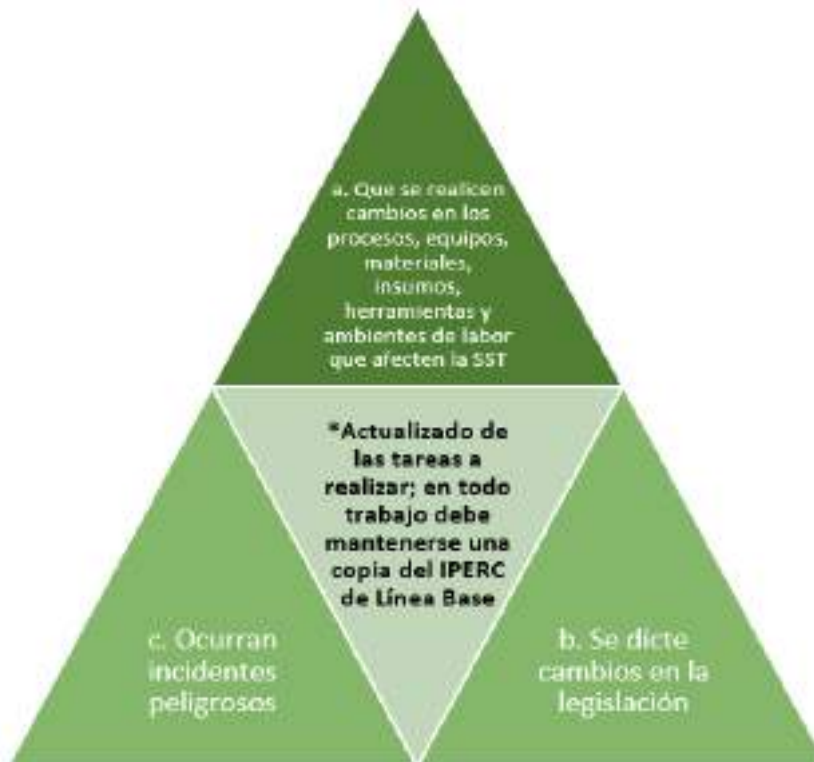 a. Que se realicen
cambios en los
procesos, equipos,
materiales,
insumos,
herramientas y
ambientes de labor
que afecten la SST
*Actualizado de
las tareas a
realizar; en todo
trabajo debe
mantenerse una
copia del IPERC
de Línea Base
c. Ocurran
incidentes
peligrosos
b. Se dicte
cambios en la
legislación